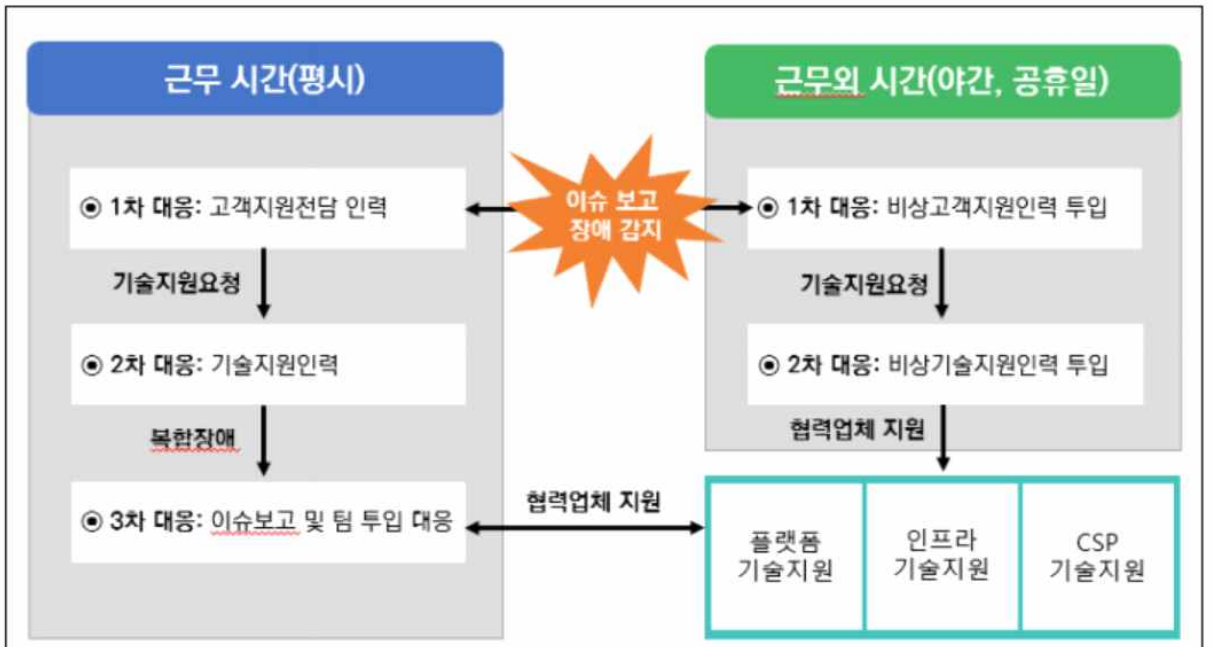 근무 시간(평시)
◉ 1차 대응: 고객지원전담 인력
기술지원요청
◉ 2차 대응: 기술지원인력
복합장애
◉ 3차 대응: 이슈보고 및 팀 투입 대응
이슈 보고
장애 감지
근무외 시간(야간, 공휴일)
◉ 1차 대응: 비상고객지원인력 투입
기술지원요청
◉ 2차 대응: 비상기술지원인력 투입
협력업체 지원
협력업체 지원
플랫폼
기술지원
인프라
기술지원
CSP
기술지원